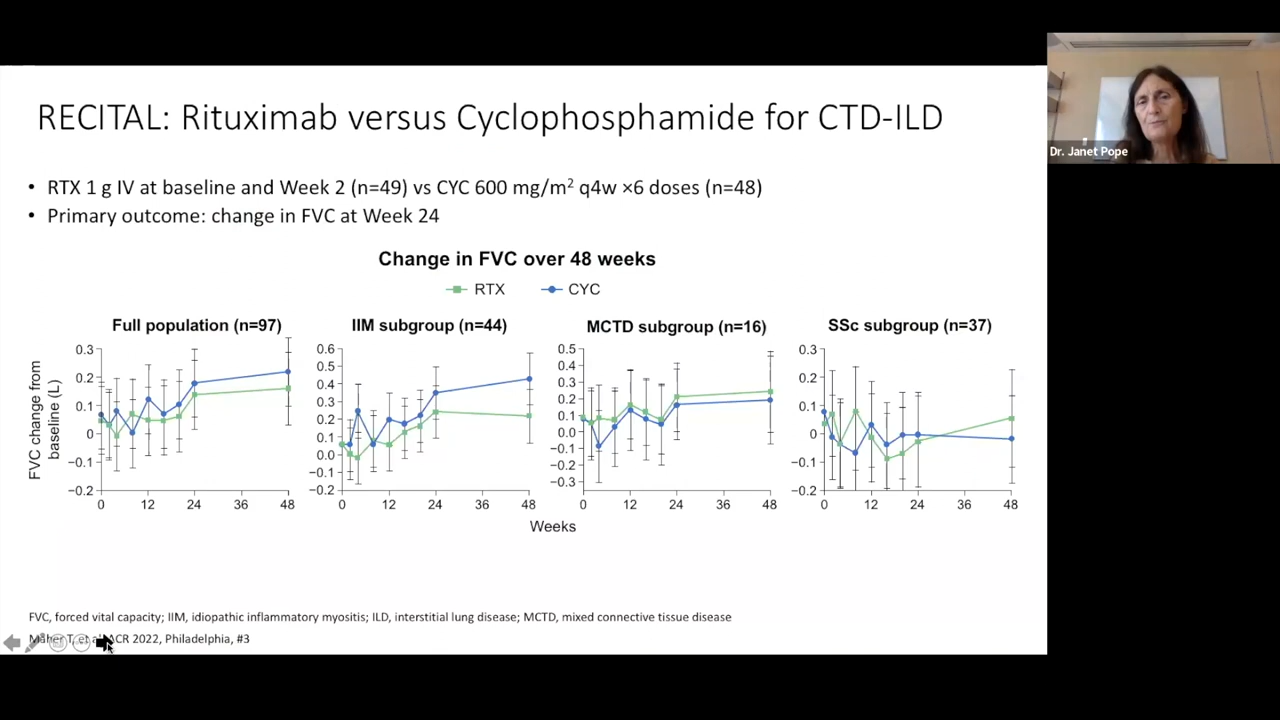 RECITAL: Rituximab versus Cyclophosphamide for CTD-ILD
Dr. Janet Pope
• RTX 1 g IV at baseline and Week 2 (n=49) vs CYC 600 mg/m² q4w ×6 doses (n=48)
• Primary outcome: change in FVC at Week 24
Change in FVC over 48 weeks
RTX CYC
Full population (n=97)
FVC change from
baseline (L)
0.3
0.2
0.1
0
−0.1
−0.2
0 12 24 36 48
IIM subgroup (n=44)
0.6
0.5
0.4
0.3
0.2
0.1
0.0
−0.1
−0.2
0 12 24 36 48
MCTD subgroup (n=16)
0.5
0.4
0.3
0.2
0.1
0.0
−0.1
−0.2
−0.3
0 12 24 36 48
SSc subgroup (n=37)
0.3
0.2
0.1
0
−0.1
−0.2
0 12 24 36 48
Weeks
FVC, forced vital capacity; IIM, idiopathic inflammatory myositis; ILD, interstitial lung disease; MCTD, mixed connective tissue disease
Maher T, et al ACR 2022, Philadelphia, #3